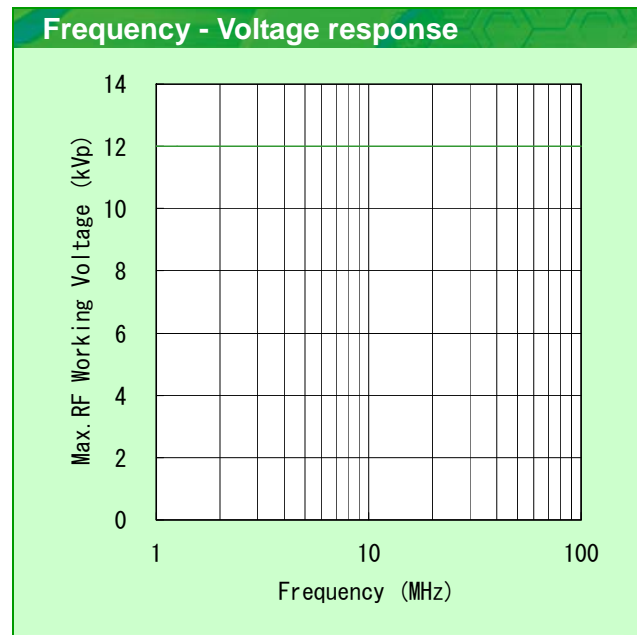 Frequency - Voltage response
14
12
10
8
6
4
2
0
Max. RF Working Voltage (kVp)
1 10 100
Frequency (MHz)